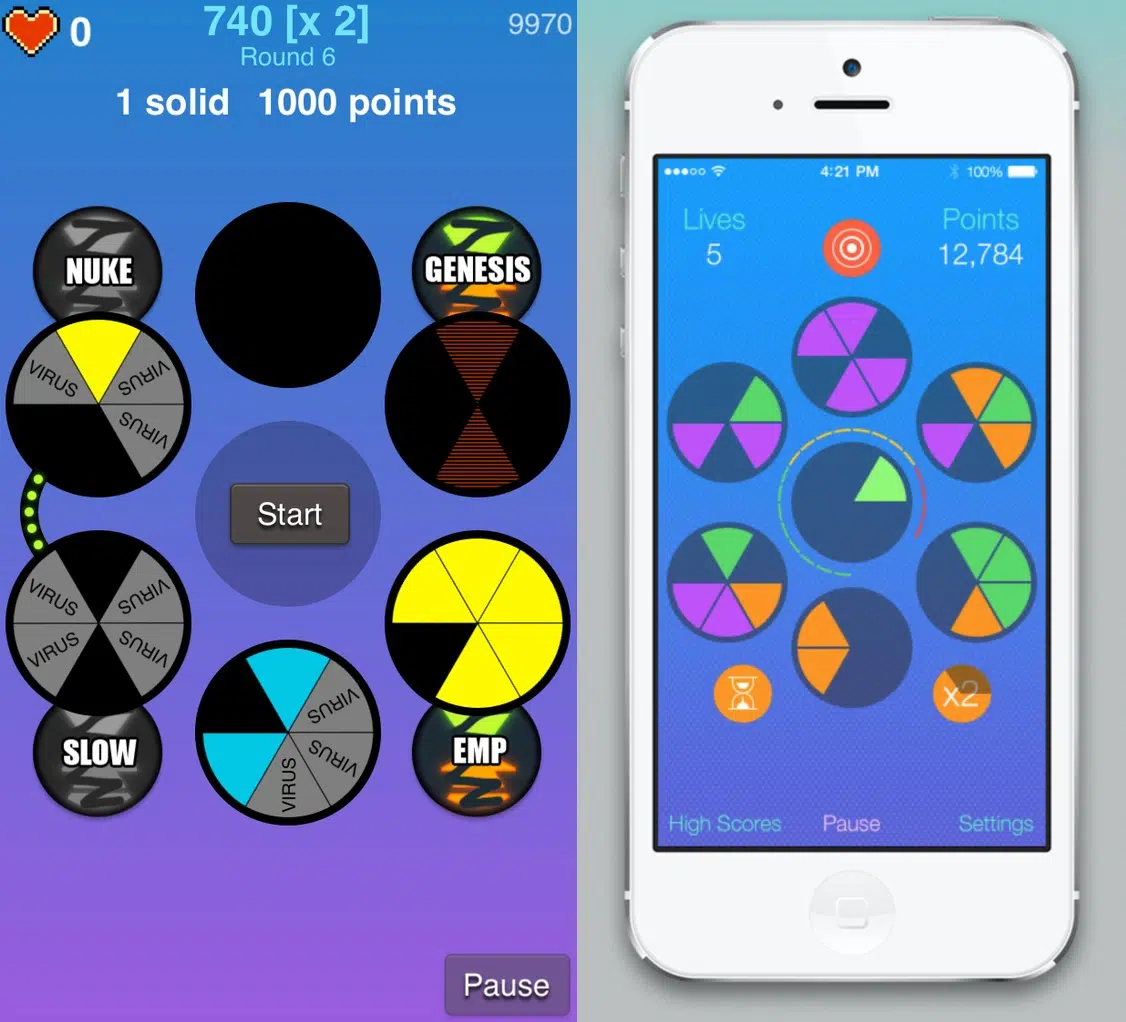 0
740 [x 2]
9970
Round 6
1 solid 1000 points
NUKE
GENESIS
VIRUS
VIRUS
VIRUS
Start
VIRUS
VIRUS
VIRUS
VIRUS
VIRUS
VIRUS
VIRUS
SLOW
EMP
Pause
4:21 PM
100%
Lives
Points
5
12,784
x2
High Scores
Pause
Settings